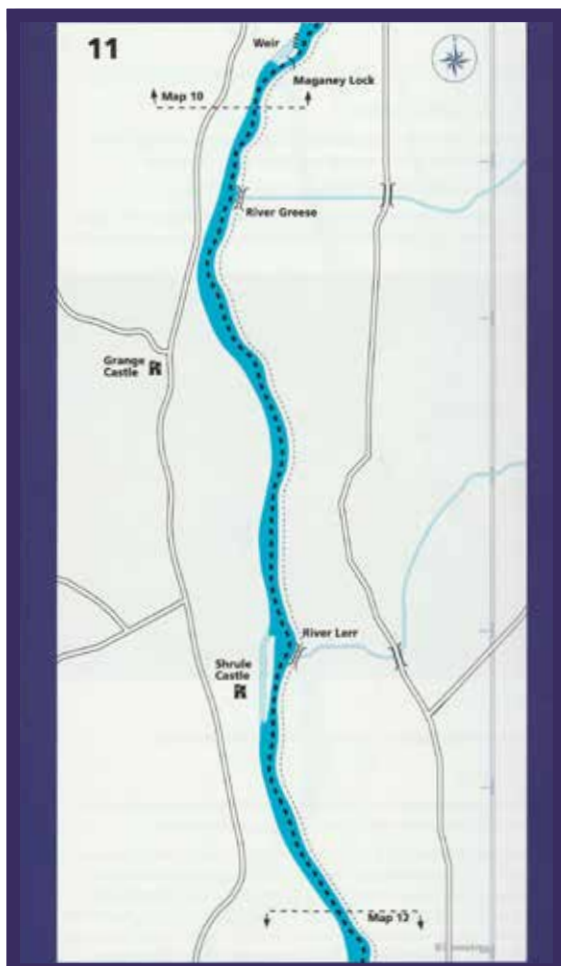 11
Weir
Maganey Lock
Map 10
River Greese
Grange
Castle
River Lerr
Shrule
Castle
Map 12